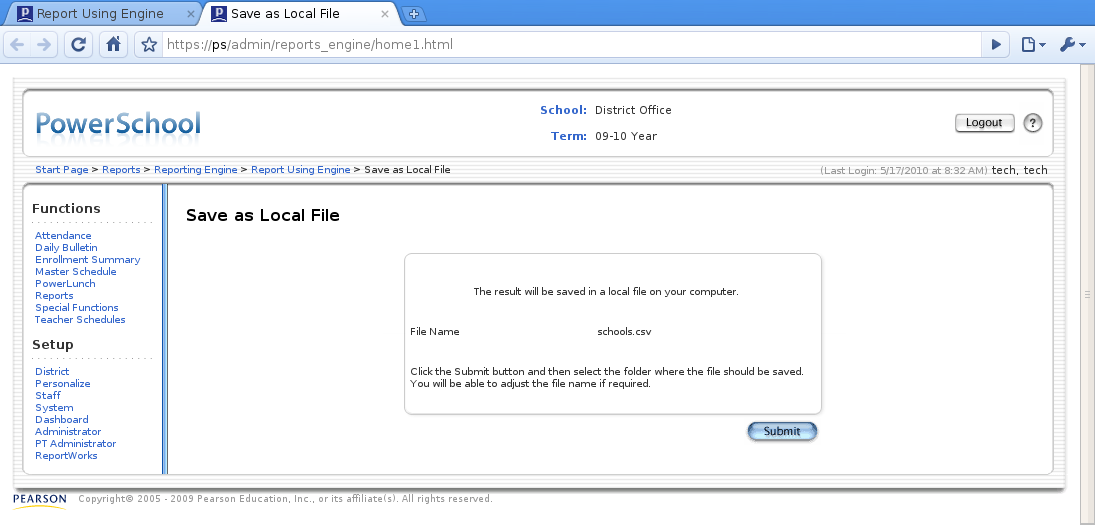 Report Using Engine
Save as Local File
https://ps/admin/reports_engine/home1.html
PowerSchool
School: District Office
Term: 09-10 Year
Logout
?
Start Page > Reports > Reporting Engine > Report Using Engine > Save as Local File
(Last Login: 5/17/2010 at 8:32 AM) tech, tech
Functions
Attendance
Daily Bulletin
Enrollment Summary
Master Schedule
PowerLunch
Reports
Special Functions
Teacher Schedules
Setup
District
Personalize
Staff
System
Dashboard
Administrator
PT Administrator
ReportWorks
Save as Local File
The result will be saved in a local file on your computer.
File Name schools.csv
Click the Submit button and then select the folder where the file should be saved.
You will be able to adjust the file name if required.
Submit
PEARSON Copyright© 2005 - 2009 Pearson Education, Inc., or its affiliate(s). All rights reserved.